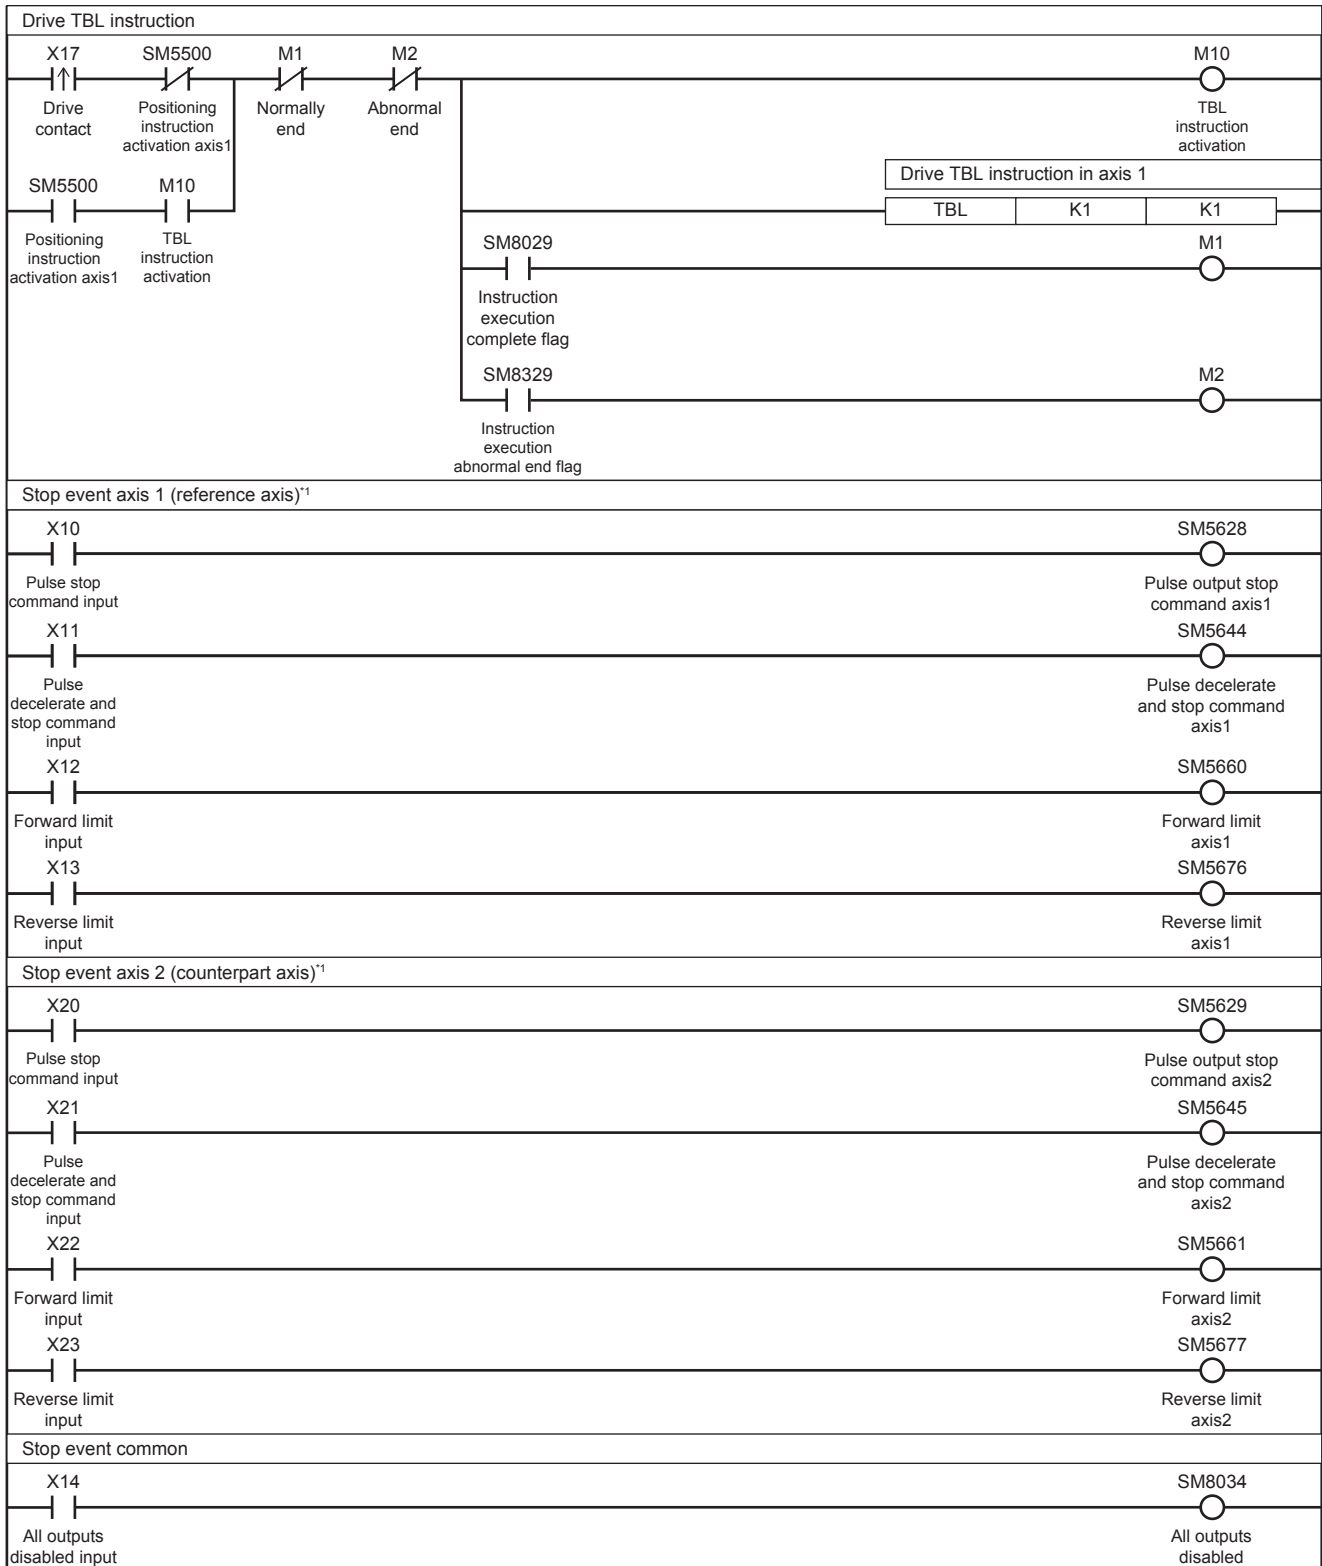 Drive TBL instruction
X17 SM5500 M1 M2 M10
Drive contact
Positioning instruction activation axis1
Normally end
Abnormal end
TBL instruction activation
Drive TBL instruction in axis 1
SM5500 M10
TBL K1 K1
Positioning instruction activation axis1
TBL instruction activation
SM8029 M1
Instruction execution complete flag
SM8329 M2
Instruction execution abnormal end flag
Stop event axis 1 (reference axis)*1
X10 SM5628
Pulse stop command input
Pulse output stop command axis1
X11 SM5644
Pulse decelerate and stop command input
Pulse decelerate and stop command axis1
X12 SM5660
Forward limit input
Forward limit axis1
X13 SM5676
Reverse limit input
Reverse limit axis1
Stop event axis 2 (counterpart axis)*1
X20 SM5629
Pulse stop command input
Pulse output stop command axis2
X21 SM5645
Pulse decelerate and stop command input
Pulse decelerate and stop command axis2
X22 SM5661
Forward limit input
Forward limit axis2
X23 SM5677
Reverse limit input
Reverse limit axis2
Stop event common
X14 SM8034
All outputs disabled input
All outputs disabled